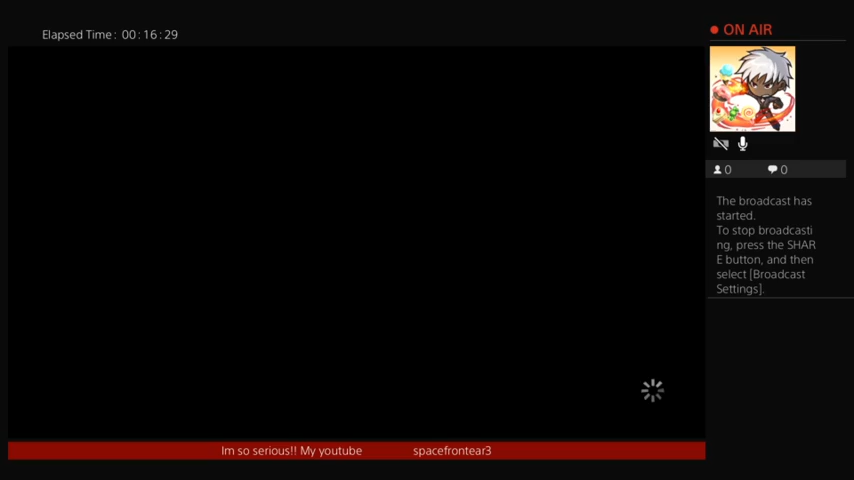 Elapsed Time: 00:16:29
ON AIR
0 0
The broadcast has
started.
To stop broadcasti
ng, press the SHAR
E button, and then
select [Broadcast
Settings].
Im so serious!! My youtube spacefrontear3